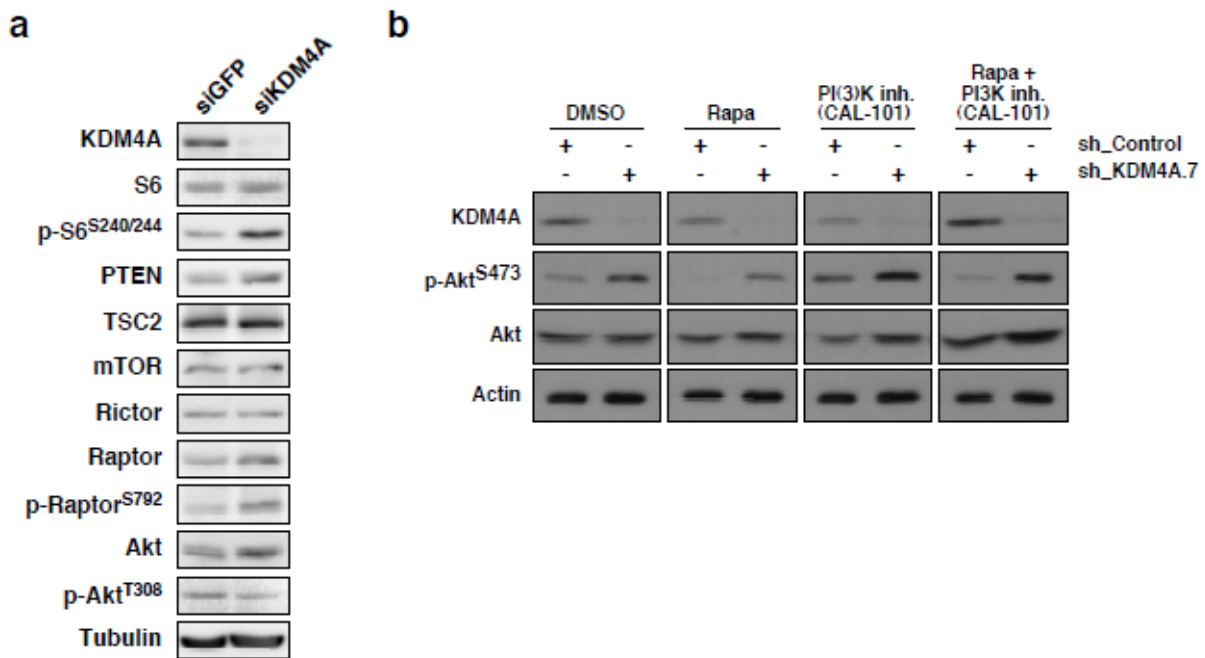 a
siGFP siKDM4A
KDM4A
S6
p-S6S240/244
PTEN
TSC2
mTOR
Rictor
Raptor
p-RaptorS792
Akt
p-AktT308
Tubulin
b
DMSO
Rapa
PI(3)K inh.
(CAL-101)
Rapa +
PI3K inh.
(CAL-101)
+ - + - + - + - sh_Control
- + - + - + - + sh_KDM4A.7
KDM4A
p-AktS473
Akt
Actin